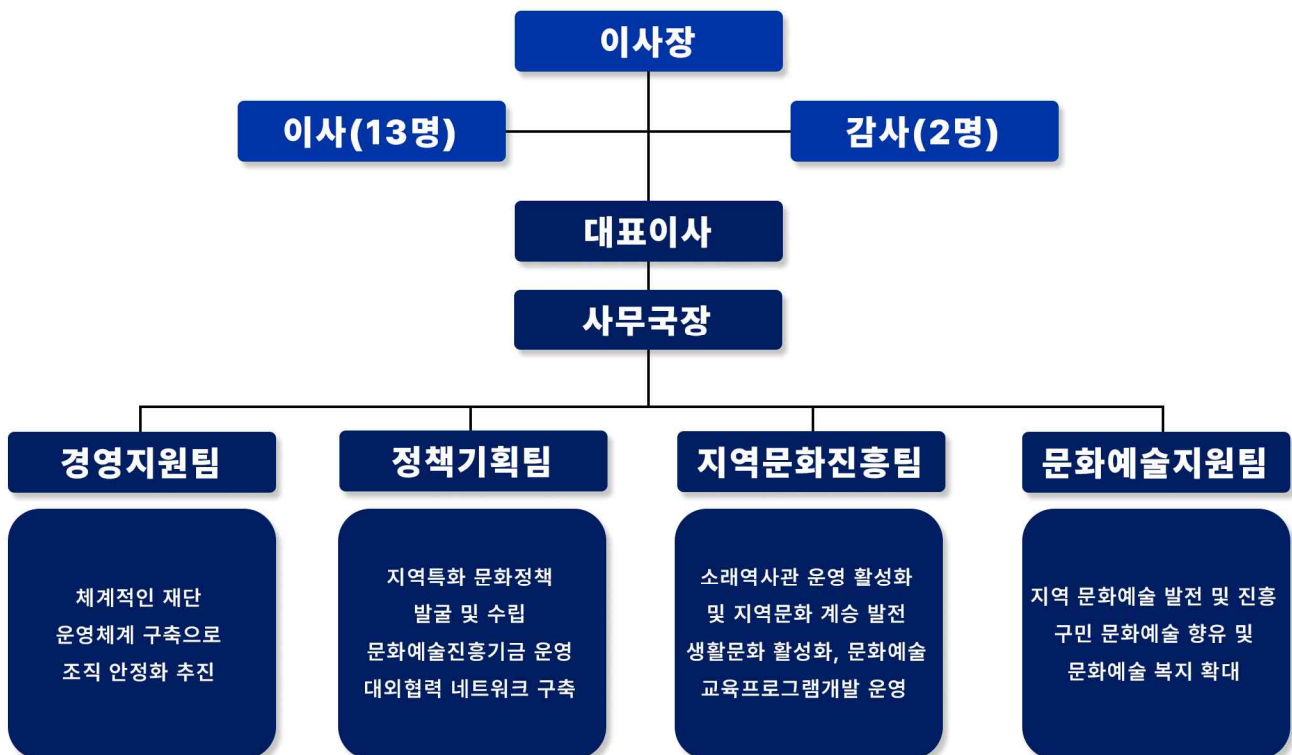 이사장
이사(13명)
감사(2명)
대표이사
사무국장
경영지원팀
체계적인 재단
운영체계 구축으로
조직 안정화 추진
정책기획팀
지역특화 문화정책
발굴 및 수립
문화예술진흥기금 운영
대외협력 네트워크 구축
지역문화진흥팀
소래역사관 운영 활성화
및 지역문화 계승 발전
생활문화 활성화, 문화예술
교육프로그램개발 운영
문화예술지원팀
지역 문화예술 발전 및 진흥
구민 문화예술 향유 및
문화예술 복지 확대